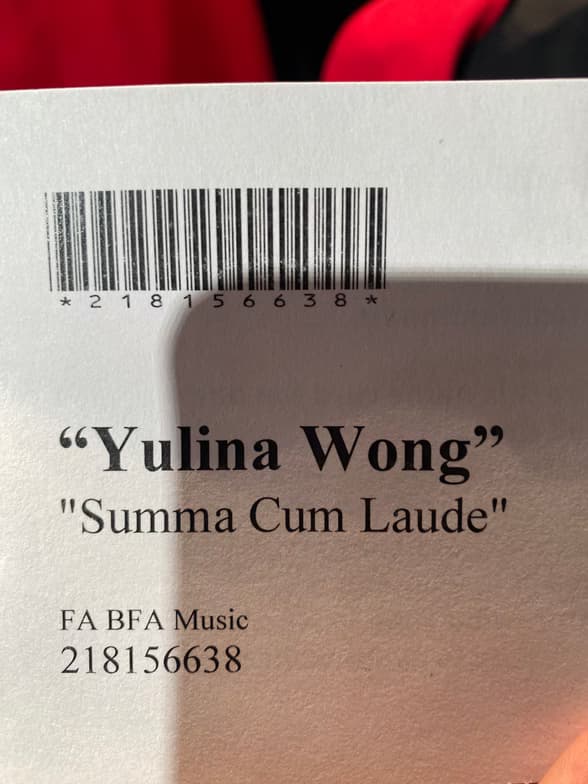 *218156638*
“Yulina Wong”
"Summa Cum Laude"
FA BFA Music
218156638